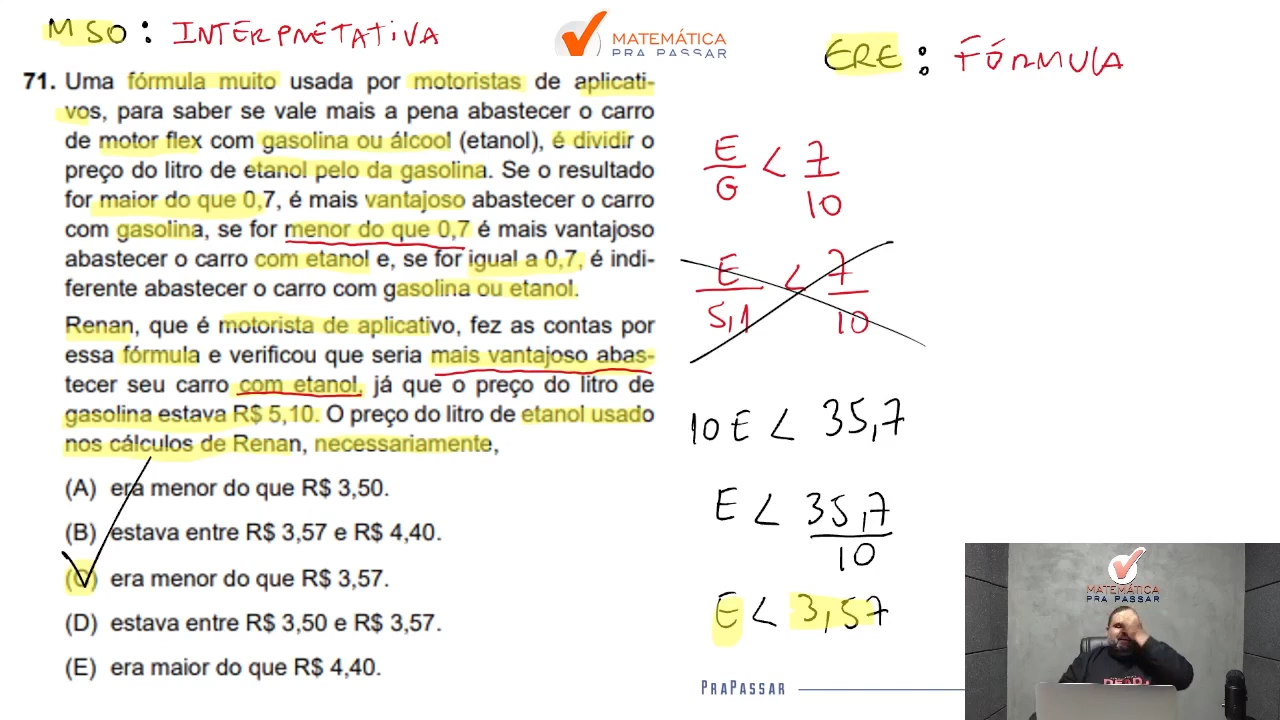 MSO: INTERPRETATIVA
MATEMÁTICA
PRA PASSAR
ERE: FÓRMULA
71. Uma fórmula muito usada por motoristas de aplicati-
vos, para saber se vale mais a pena abastecer o carro
de motor flex com gasolina ou álcool (etanol), é dividir o
preço do litro de etanol pelo da gasolina. Se o resultado
for maior do que 0,7, é mais vantajoso abastecer o carro
com gasolina, se for menor do que 0,7 é mais vantajoso
abastecer o carro com etanol e, se for igual a 0,7, é indi-
ferente abastecer o carro com gasolina ou etanol.
Renan, que é motorista de aplicativo, fez as contas por
essa fórmula e verificou que seria mais vantajoso abas-
tecer seu carro com etanol, já que o preço do litro de
gasolina estava R$ 5,10. O preço do litro de etanol usado
nos cálculos de Renan, necessariamente,
(A) era menor do que R$ 3,50.
(B) estava entre R$ 3,57 e R$ 4,40.
(C) era menor do que R$ 3,57.
(D) estava entre R$ 3,50 e R$ 3,57.
(E) era maior do que R$ 4,40.
E/G < 7/10
E/5,1 < 7/10
10E < 35,7
E < 35,7/10
E < 3,57
MATEMÁTICA
PRA PASSAR
PRAPASSAR